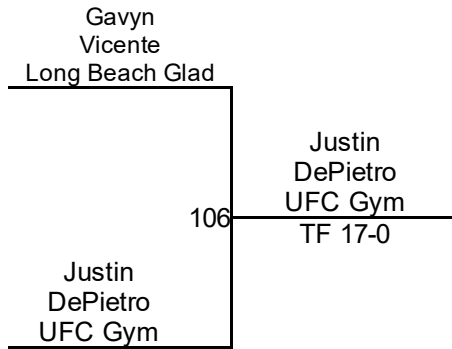 Gavyn
Vicente
Long Beach Glad
Justin
DePietro
UFC Gym
TF 17-0
106
Justin
DePietro
UFC Gym